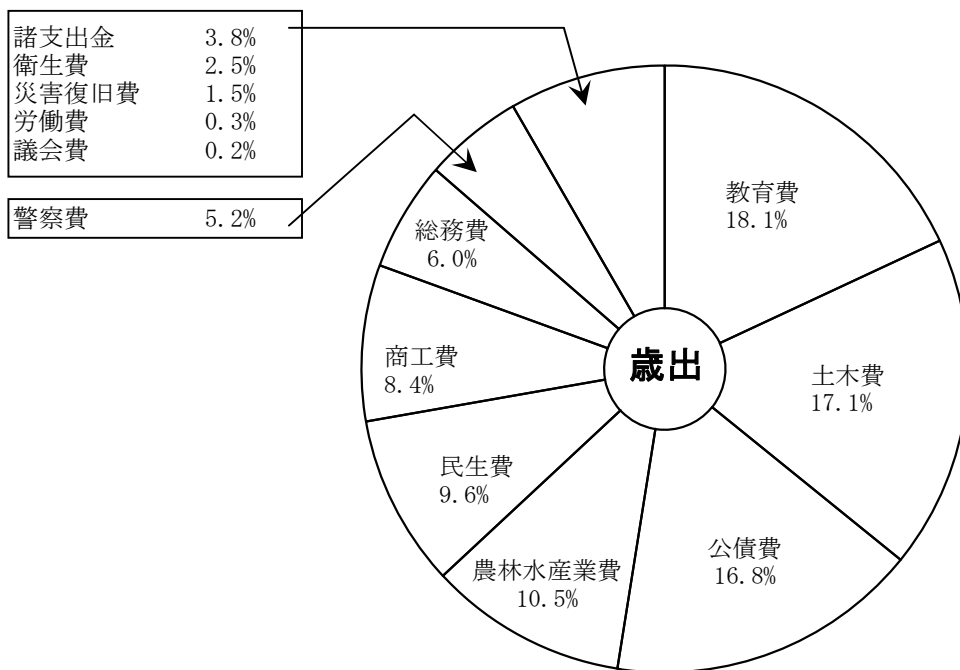 諸支出金 3.8%
衛生費 2.5%
災害復旧費 1.5%
労働費 0.3%
議会費 0.2%
警察費 5.2%
教育費
18.1%
土木費
17.1%
公債費
16.8%
農林水産業費
10.5%
民生費
9.6%
商工費
8.4%
総務費
6.0%
歳出